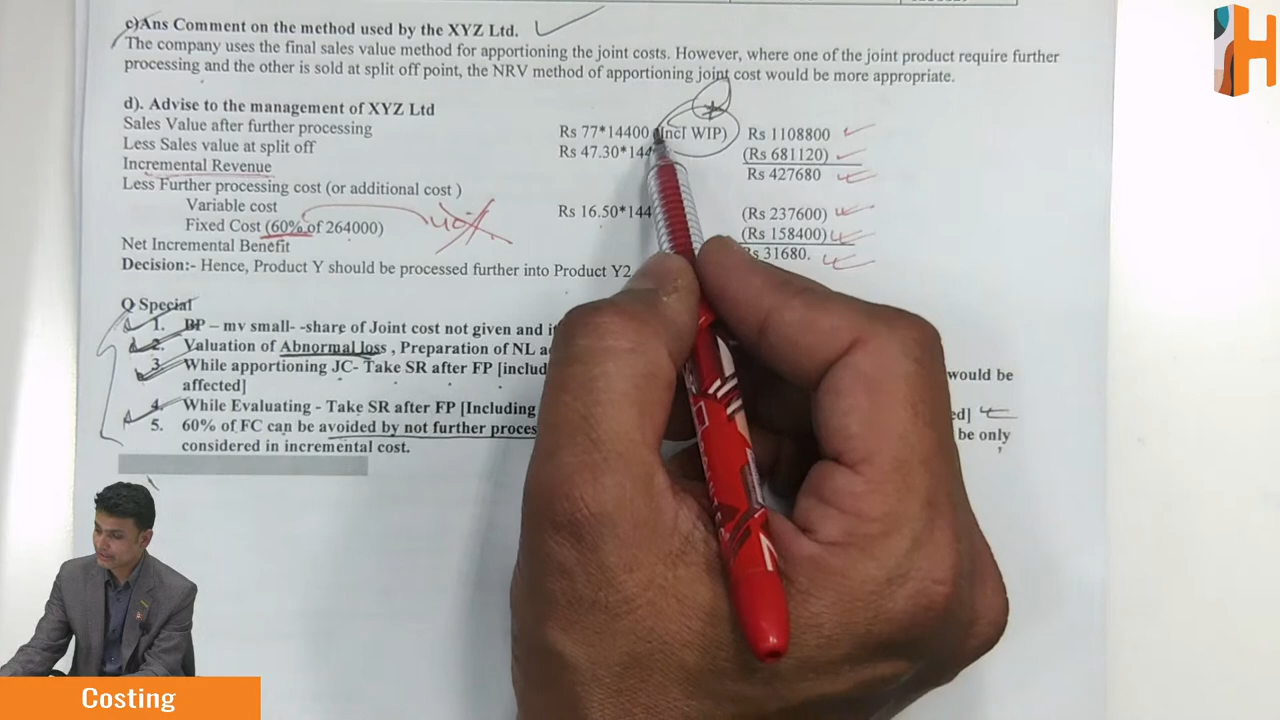 c)Ans Comment on the method used by the XYZ Ltd.
The company uses the final sales value method for apportioning the joint costs. However, where one of the joint product require further
processing and the other is sold at split off point, the NRV method of apportioning joint cost would be more appropriate.
d). Advise to the management of XYZ Ltd
Sales Value after further processing Rs 77*14400 (Incl WIP) Rs 1108800
Less Sales value at split off Rs 47.30*144 (Rs 681120)
Incremental Revenue Rs 427680
Less Further processing cost (or additional cost )
Variable cost Rs 16.50*144 (Rs 237600)
Fixed Cost (60% of 264000) 40% (Rs 158400)
Net Incremental Benefit Rs 31680.
Decision:- Hence, Product Y should be processed further into Product Y2
Q Special
1. BP – mv small- -share of Joint cost not given and
2. Valuation of Abnormal loss , Preparation of NL
3. While apportioning JC- Take SR after FP would be
affected]
4. While Evaluating - Take SR after FP [Including
5. 60% of FC can be avoided by not further be only
considered in incremental cost.
H
Costing